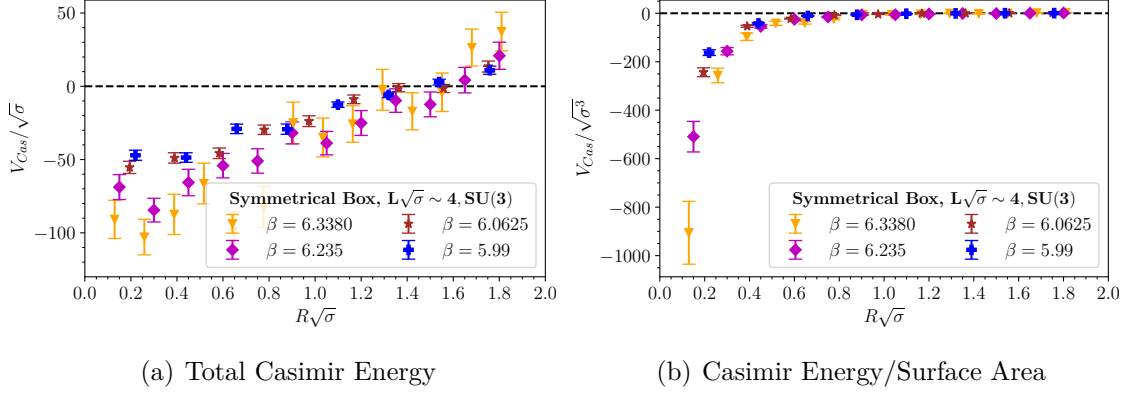 50
0
−50
−100
V_Cas/√σ
0.0 0.2 0.4 0.6 0.8 1.0 1.2 1.4 1.6 1.8 2.0
R√σ
Symmetrical Box, L√σ ∼ 4, SU(3)
β = 6.3380 β = 6.0625
β = 6.235 β = 5.99
(a) Total Casimir Energy
0
−200
−400
−600
−800
−1000
V_Cas/√σ³
0.0 0.2 0.4 0.6 0.8 1.0 1.2 1.4 1.6 1.8 2.0
R√σ
Symmetrical Box, L√σ ∼ 4, SU(3)
β = 6.3380 β = 6.0625
β = 6.235 β = 5.99
(b) Casimir Energy/Surface Area